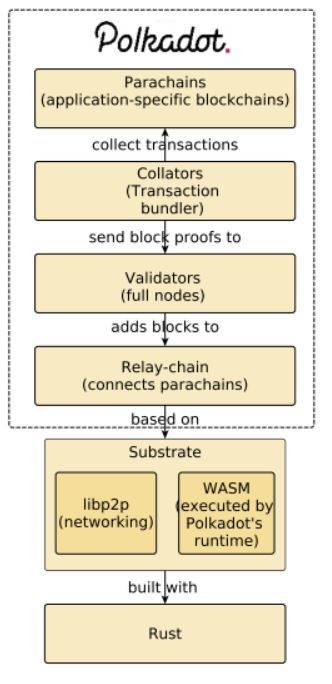 Polkadot.
Parachains
(application-specific blockchains)
collect transactions
Collators
(Transaction
bundler)
send block proofs to
Validators
(full nodes)
adds blocks to
Relay-chain
(connects parachains)
based on
Substrate
libp2p
(networking)
WASM
(executed by
Polkadot's
runtime)
built with
Rust